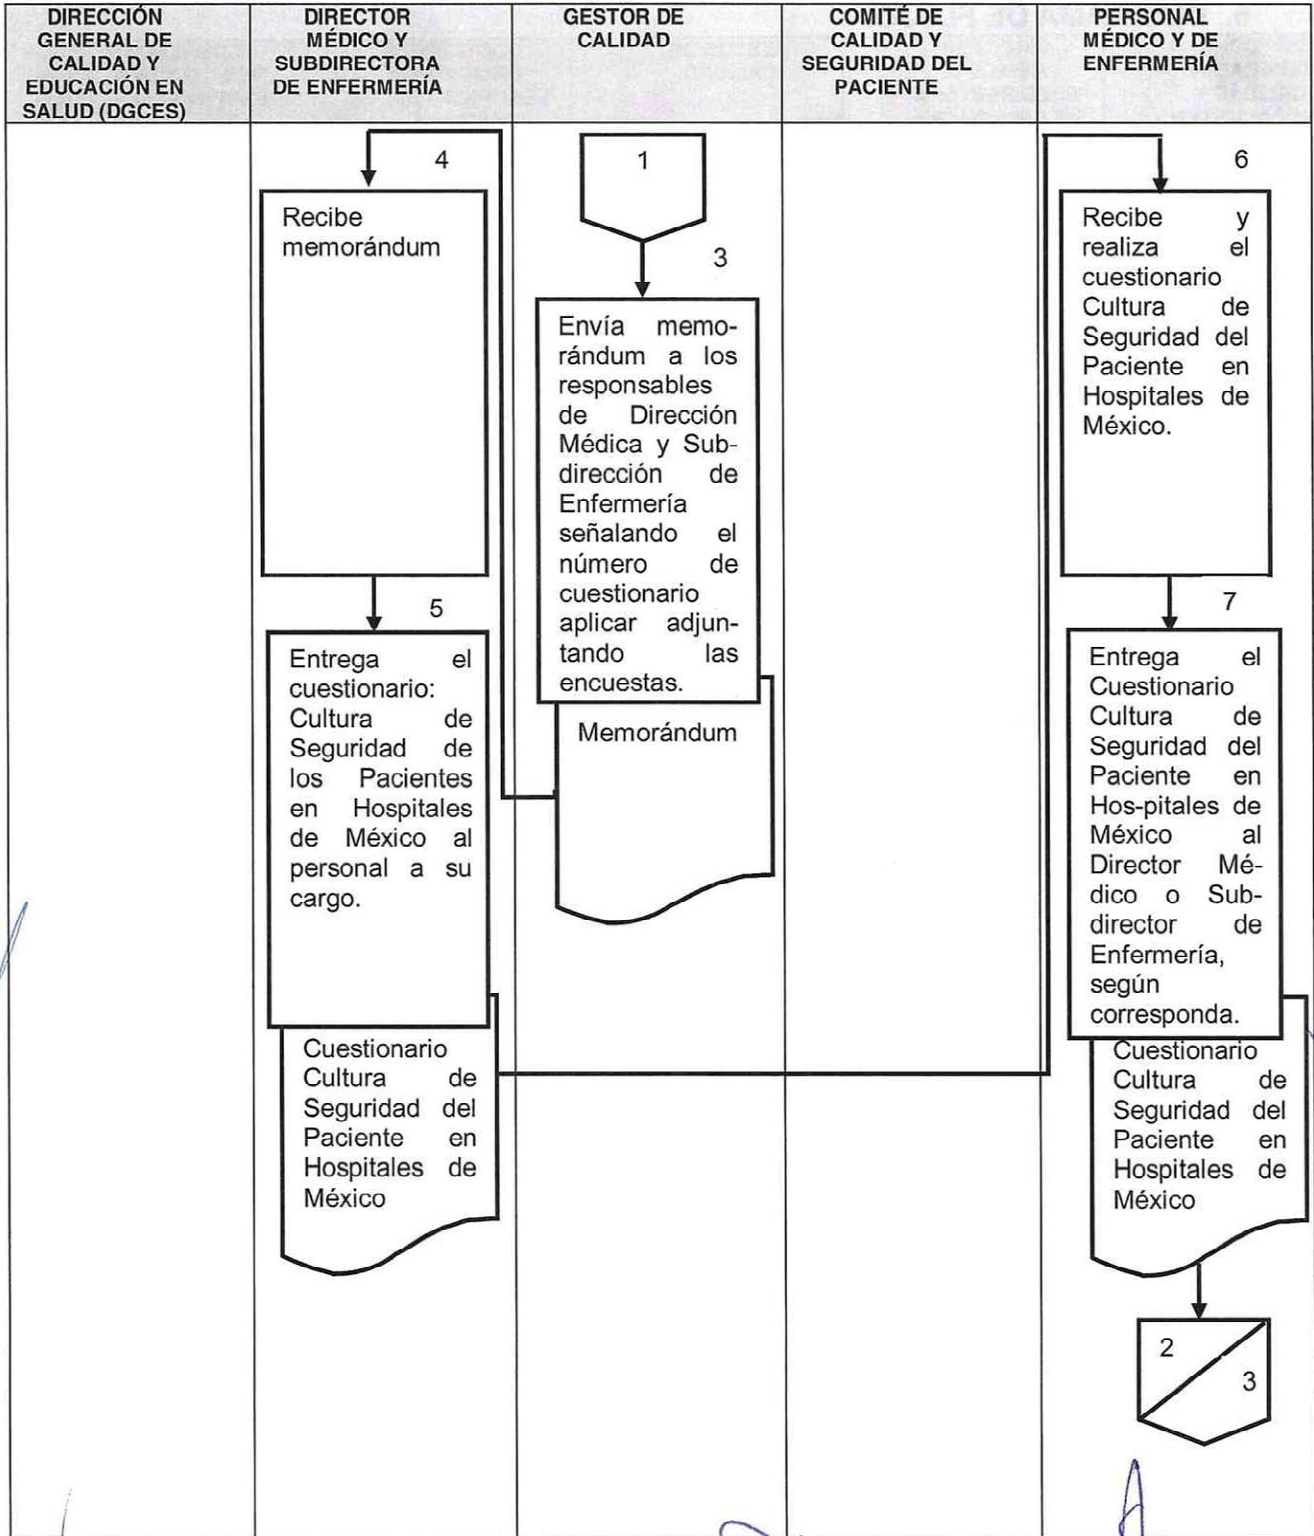 DIRECCIÓN
GENERAL DE
CALIDAD Y
EDUCACIÓN EN
SALUD (DGCES)
DIRECTOR
MÉDICO Y
SUBDIRECTORA
DE ENFERMERÍA
GESTOR DE
CALIDAD
COMITÉ DE
CALIDAD Y
SEGURIDAD DEL
PACIENTE
PERSONAL
MÉDICO Y DE
ENFERMERÍA
1
3
Envía memo-
rándum a los
responsables
de Dirección
Médica y Sub-
dirección de
Enfermería
señalando el
número de
cuestionario
aplicar adjun-
tando las
encuestas.
Memorándum
4
Recibe
memorándum
5
Entrega el
cuestionario:
Cultura de
Seguridad de
los Pacientes
en Hospitales
de México al
personal a su
cargo.
Cuestionario
Cultura de
Seguridad del
Paciente en
Hospitales de
México
6
Recibe y
realiza el
cuestionario
Cultura de
Seguridad del
Paciente en
Hospitales de
México.
7
Entrega el
Cuestionario
Cultura de
Seguridad del
Paciente en
Hos-pitales de
México al
Director Mé-
dico o Sub-
director de
Enfermería,
según
corresponda.
Cuestionario
Cultura de
Seguridad del
Paciente en
Hospitales de
México
2
3